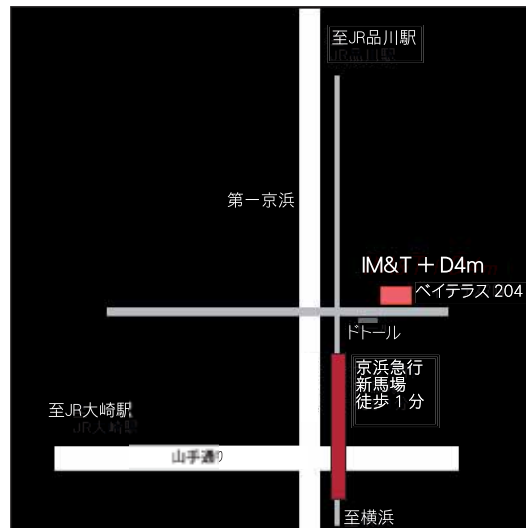 至JR品川駅
第一京浜
IM&T + D4m
ベイテラス 204
ドトール
京浜急行
新馬場
徒歩 1 分
至JR大崎駅
山手通り
至横浜